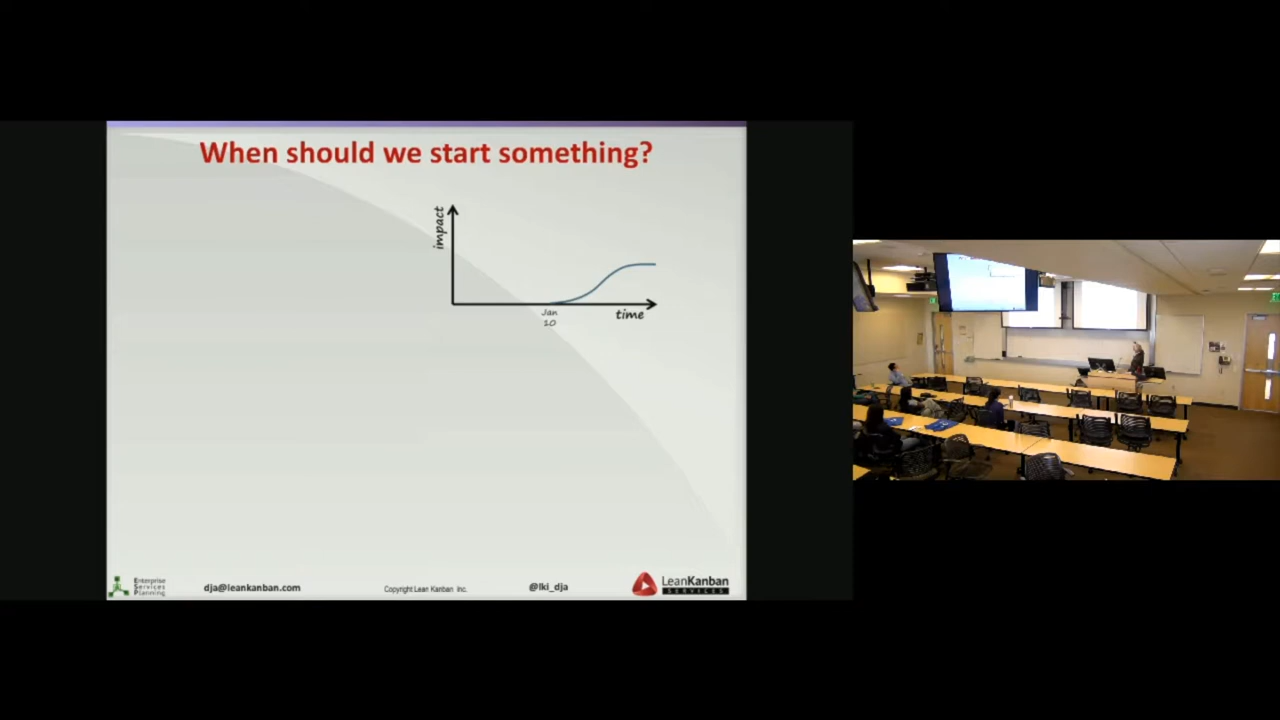 When should we start something?
impact
Jan
10
time
Enterprise
Services
Planning
dja@leankanban.com
Copyright Lean Kanban Inc.
@lki_dja
LeanKanban
SERVICES